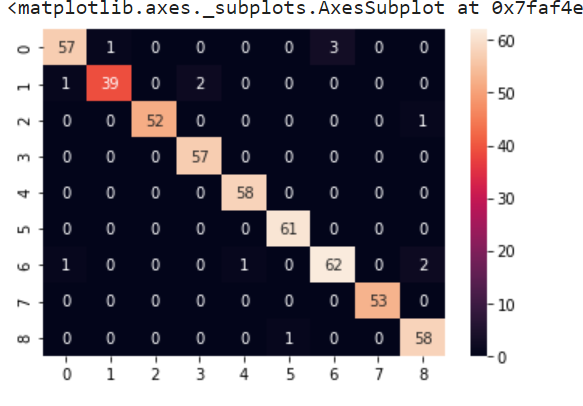 <matplotlib.axes._subplots.AxesSubplot at 0x7faf4e
0 57 1 0 0 0 0 3 0 0
1 1 39 0 2 0 0 0 0 0
2 0 0 52 0 0 0 0 0 1
3 0 0 0 57 0 0 0 0 0
4 0 0 0 0 58 0 0 0 0
5 0 0 0 0 0 61 0 0 0
6 1 0 0 0 1 0 62 0 2
7 0 0 0 0 0 0 0 53 0
8 0 0 0 0 0 1 0 0 58
0 1 2 3 4 5 6 7 8
60
50
40
30
20
10
0